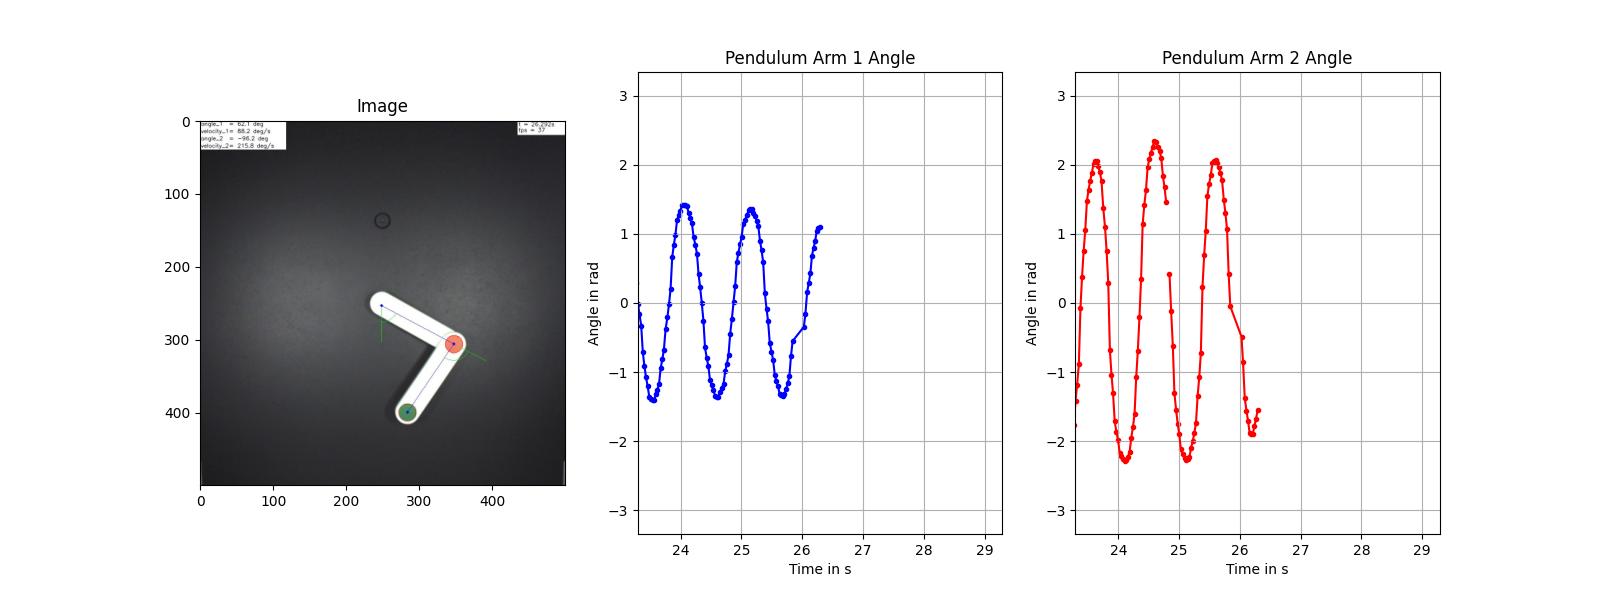 Image
angle_1 = 62.1 deg
velocity_1= 88.2 deg/s
angle_2 = -96.2 deg
velocity_2= 215.8 deg/s
t = 26.292s
fps = 37
0
100
200
300
400
0
100
200
300
400
Pendulum Arm 1 Angle
Angle in rad
3
2
1
0
−1
−2
−3
24
25
26
27
28
29
Time in s
Pendulum Arm 2 Angle
Angle in rad
3
2
1
0
−1
−2
−3
24
25
26
27
28
29
Time in s